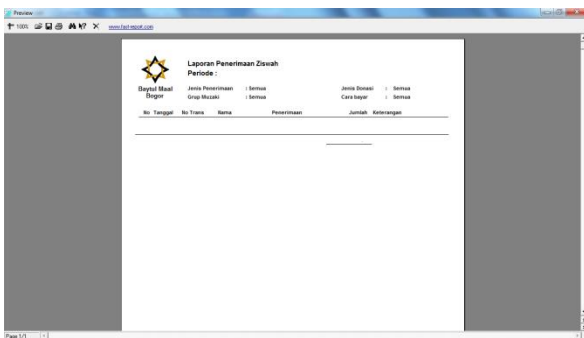 Preview
100% www.fast-report.com
Laporan Penerimaan Ziswah
Periode :
Baytul Maal
Bogor
Jenis Penerimaan : Semua Jenis Donasi : Semua
Grup Muzaki : Semua Cara bayar : Semua
No Tanggal No Trans Nama Penerimaan Jumlah Keterangan
Page 1/1